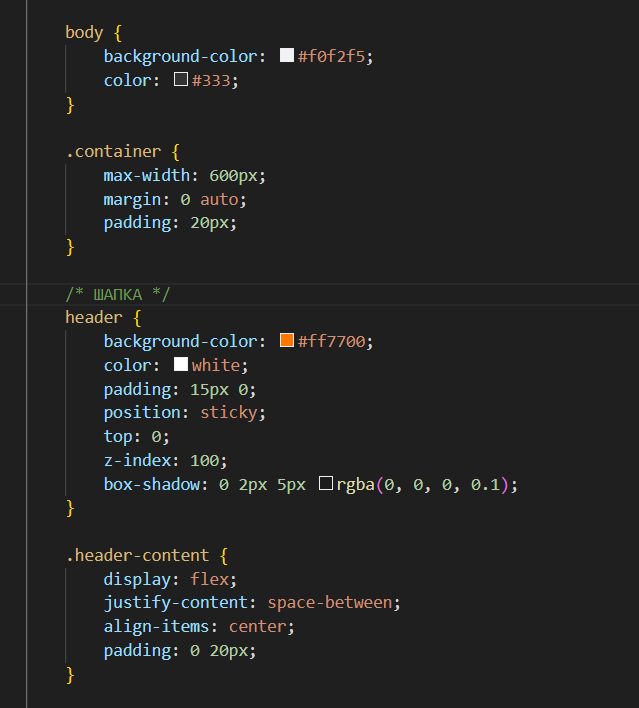 body {
background-color: #f0f2f5;
color: #333;
}
.container {
max-width: 600px;
margin: 0 auto;
padding: 20px;
}
/* ШАПКА */
header {
background-color: #ff7700;
color: white;
padding: 15px 0;
position: sticky;
top: 0;
z-index: 100;
box-shadow: 0 2px 5px rgba(0, 0, 0, 0.1);
}
.header-content {
display: flex;
justify-content: space-between;
align-items: center;
padding: 0 20px;
}